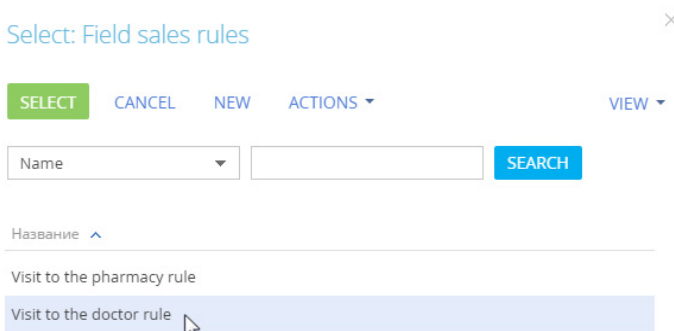 Select: Field sales rules
SELECT CANCEL NEW ACTIONS VIEW
Name SEARCH
Название
Visit to the pharmacy rule
Visit to the doctor rule